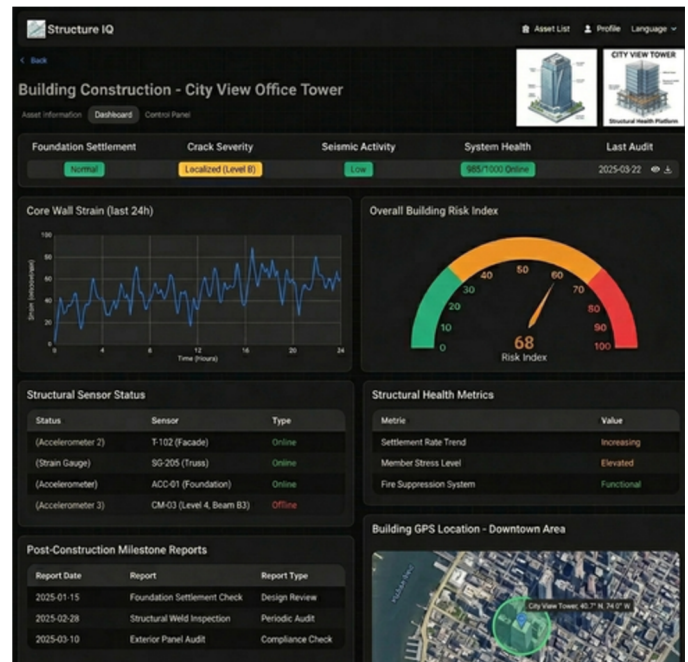 Structure IQ
Asset List Profile Language
Back
CITY VIEW TOWER
Building Construction - City View Office Tower
Structural Health Platform
Asset Information Dashboard Control Panel
Foundation Settlement Crack Severity Seismic Activity System Health Last Audit
Normal Localized (Level B) Low 985/1000 Online 2025-03-22
Core Wall Strain (last 24h)
100
80
60
40
20
0
Strain
0 4 8 12 16 20 24
Time (Hours)
Overall Building Risk Index
0 10 20 30 40 50 60 70 80 90 100
68
Risk Index
Structural Sensor Status
Status Sensor Type
(Accelerometer 2) T-102 (Facade) Online
(Strain Gauge) SG-205 (Truss) Online
(Accelerometer) ACC-01 (Foundation) Online
(Accelerometer 3) CM-03 (Level 4, Beam B3) Offline
Structural Health Metrics
Metric Value
Settlement Rate Trend Increasing
Member Stress Level Elevated
Fire Suppression System Functional
Post-Construction Milestone Reports
Report Date Report Report Type
2025-01-15 Foundation Settlement Check Design Review
2025-02-28 Structural Weld Inspection Periodic Audit
2025-03-10 Exterior Panel Audit Compliance Check
Building GPS Location - Downtown Area
City View Tower, 40.7° N, 74.0° W